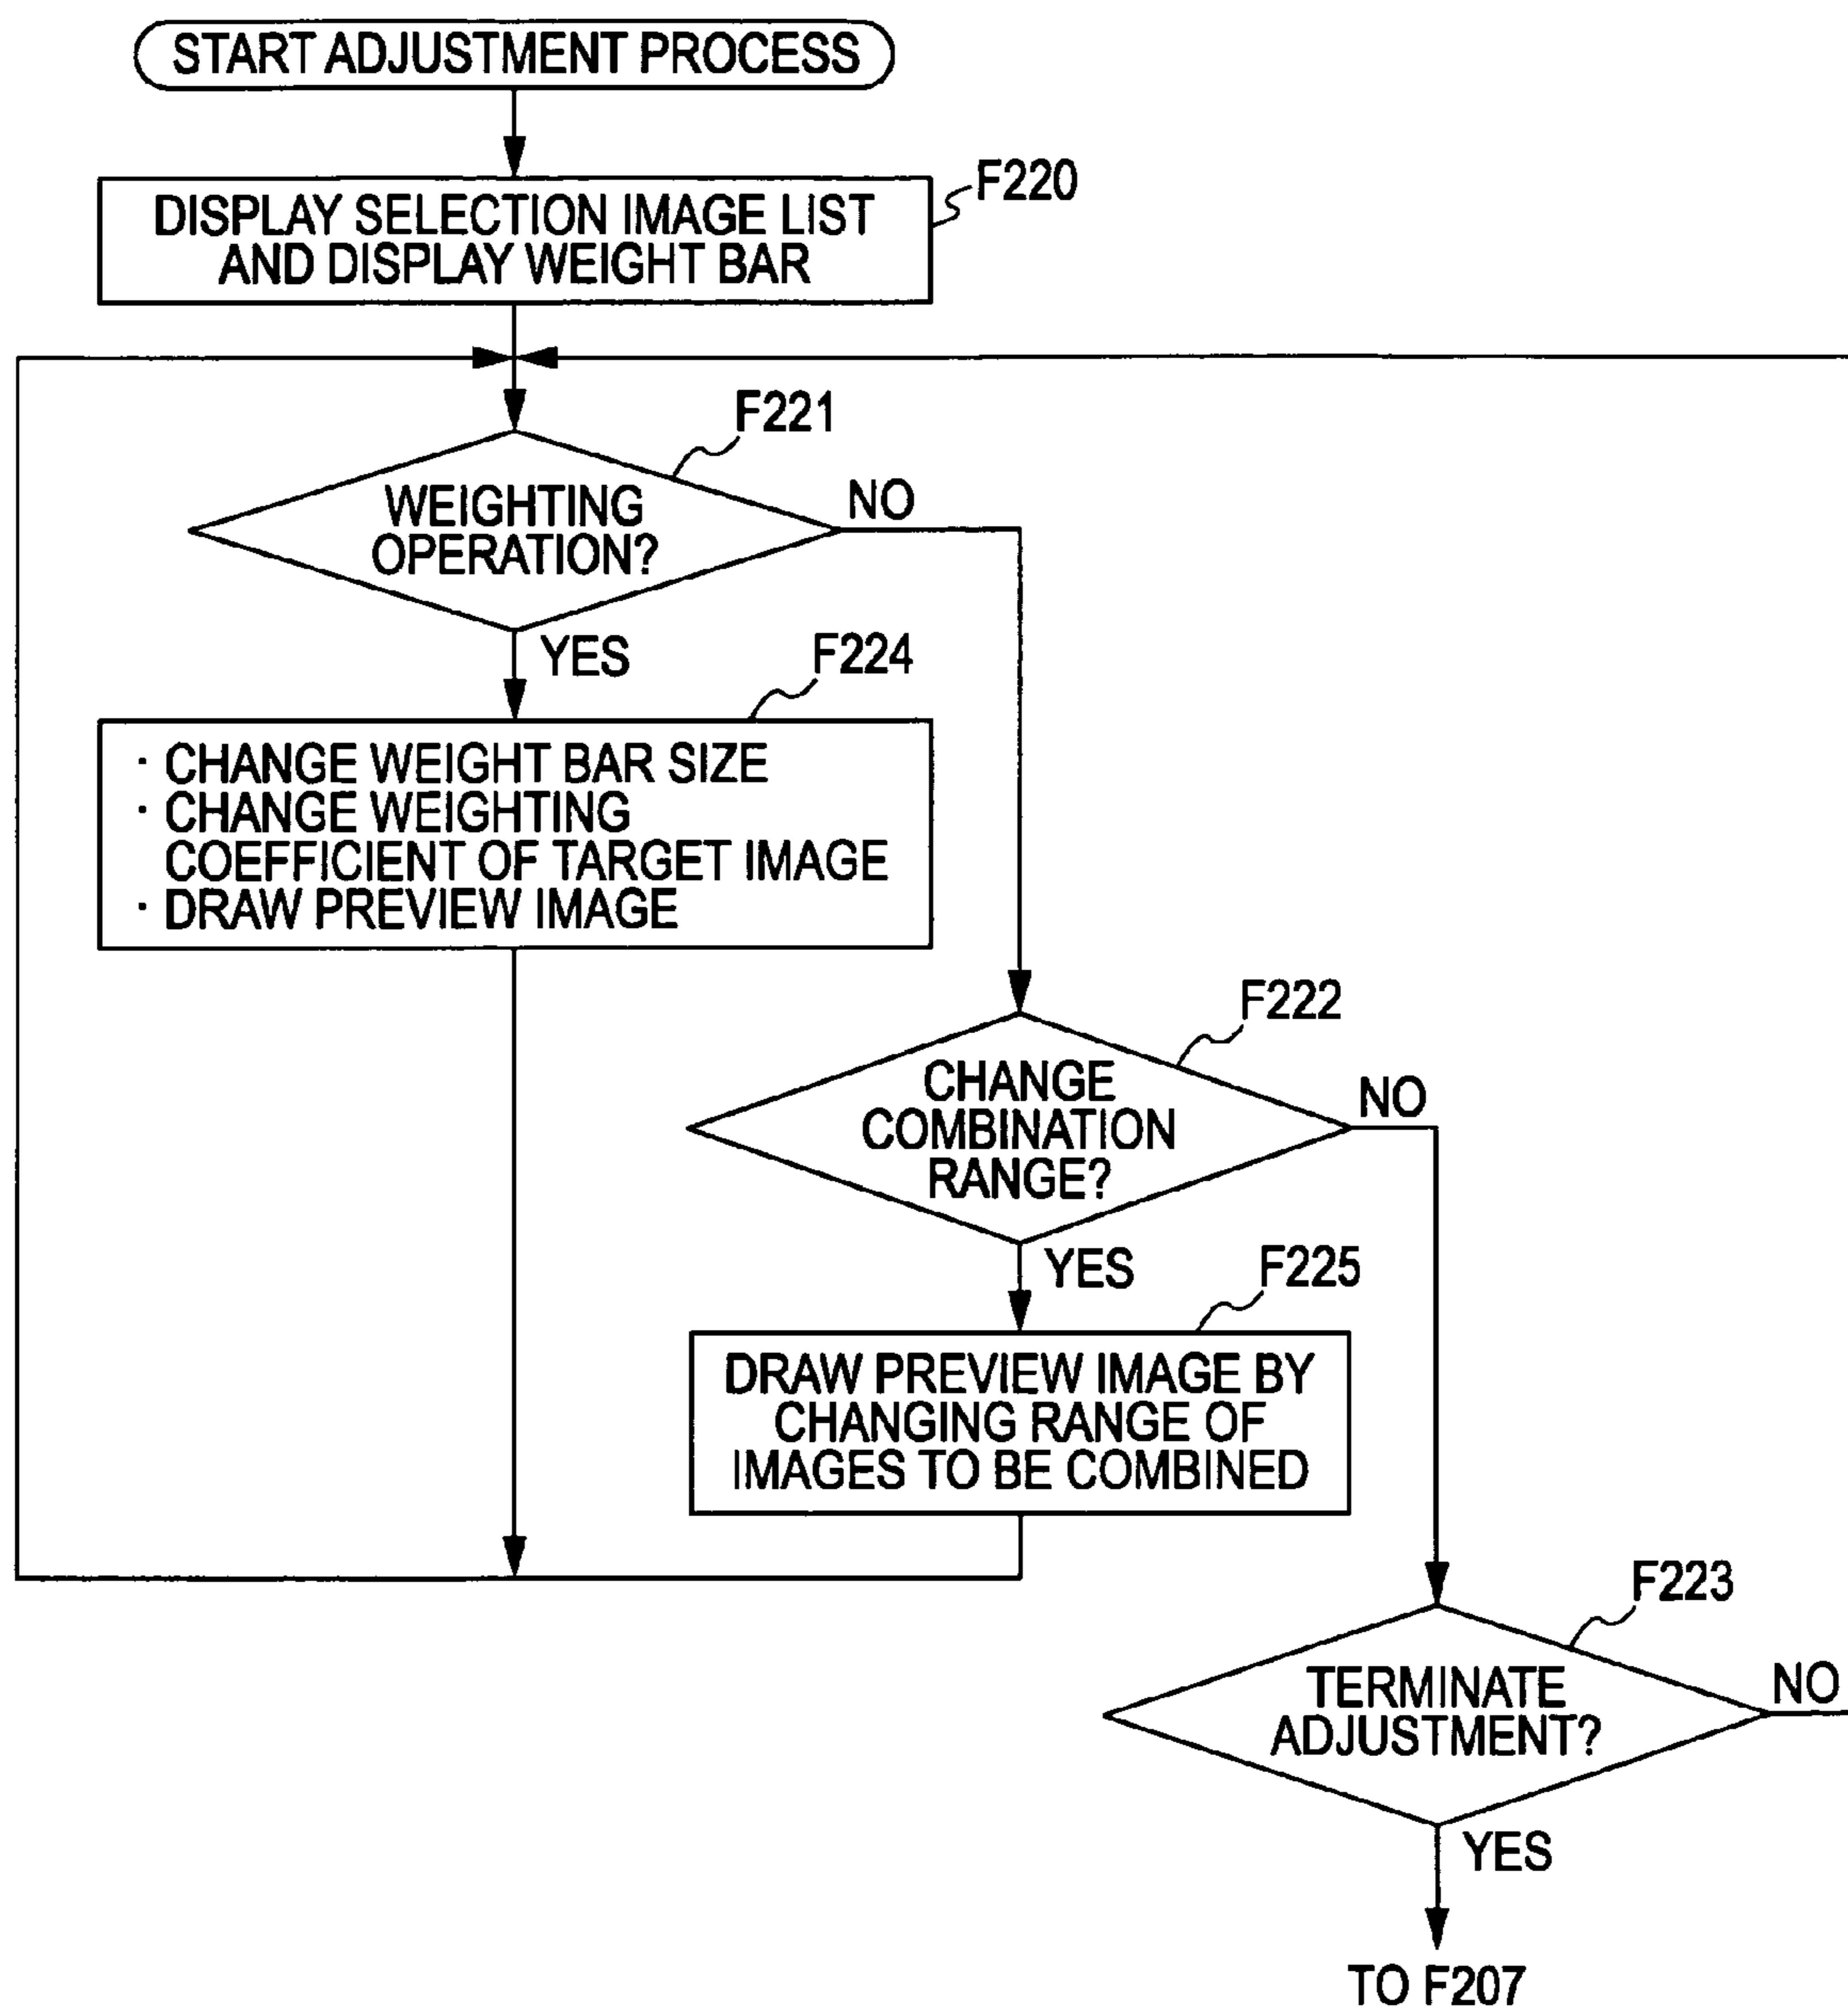 START ADJUSTMENT PROCESS
F220
DISPLAY SELECTION IMAGE LIST
AND DISPLAY WEIGHT BAR
F221
WEIGHTING
OPERATION?
NO
YES
F224
· CHANGE WEIGHT BAR SIZE
· CHANGE WEIGHTING
COEFFICIENT OF TARGET IMAGE
· DRAW PREVIEW IMAGE
F222
CHANGE
COMBINATION
RANGE?
NO
YES
F225
DRAW PREVIEW IMAGE BY
CHANGING RANGE OF
IMAGES TO BE COMBINED
F223
TERMINATE
ADJUSTMENT?
NO
YES
TO F207